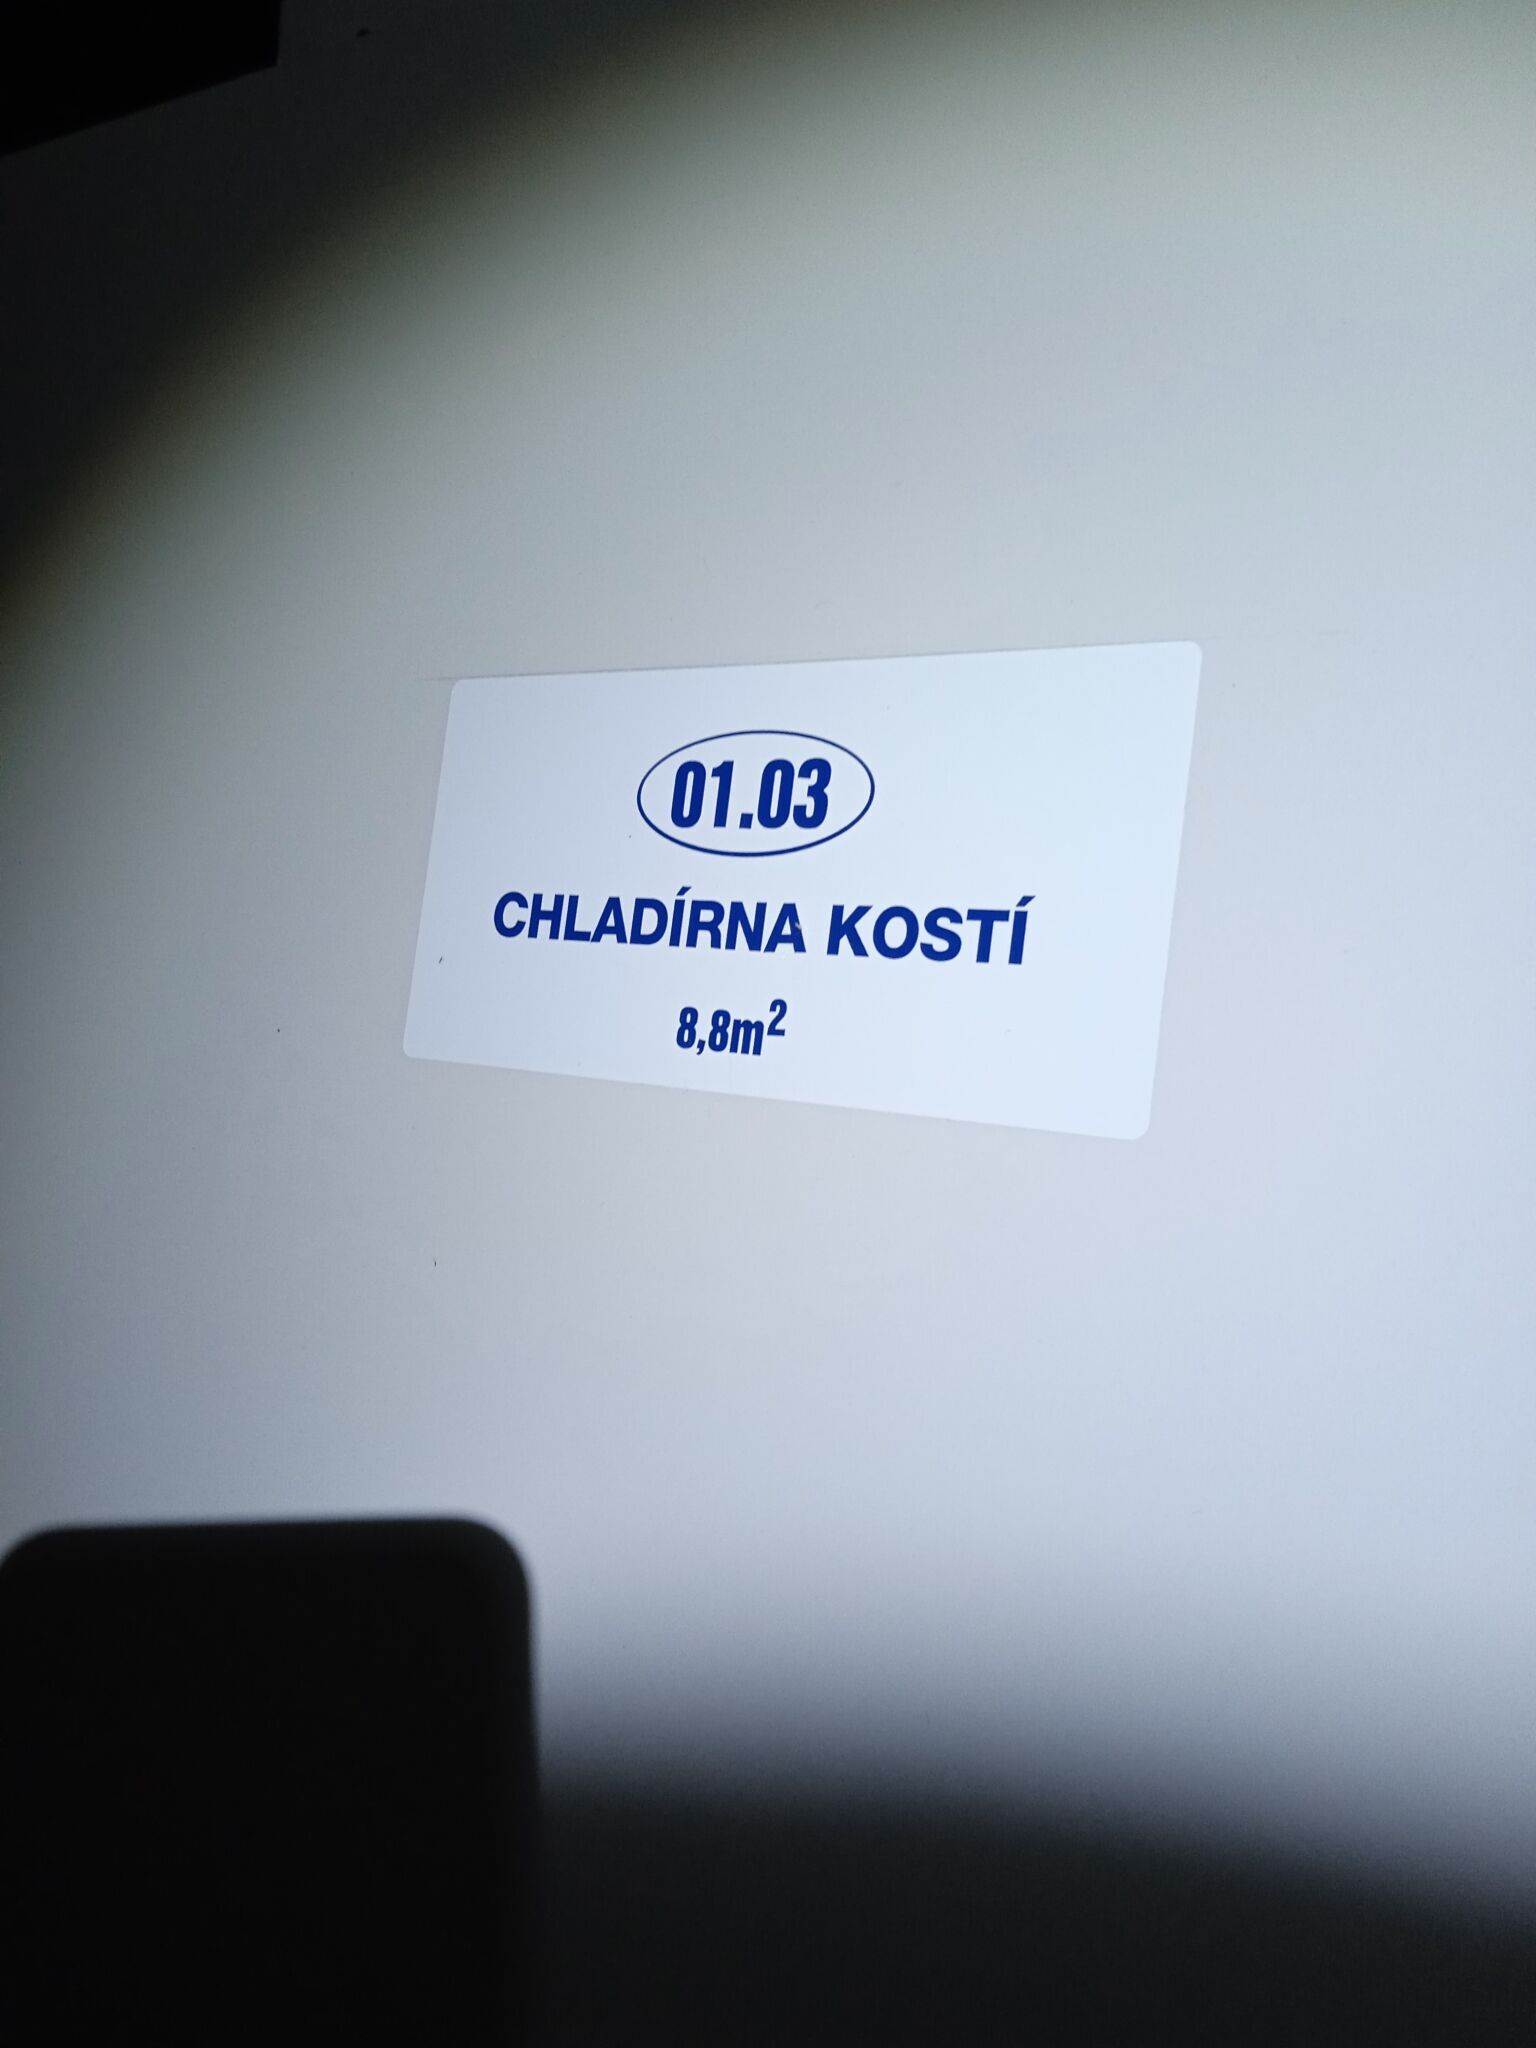 01.03
CHLADÍRNA KOSTÍ
8,8m²